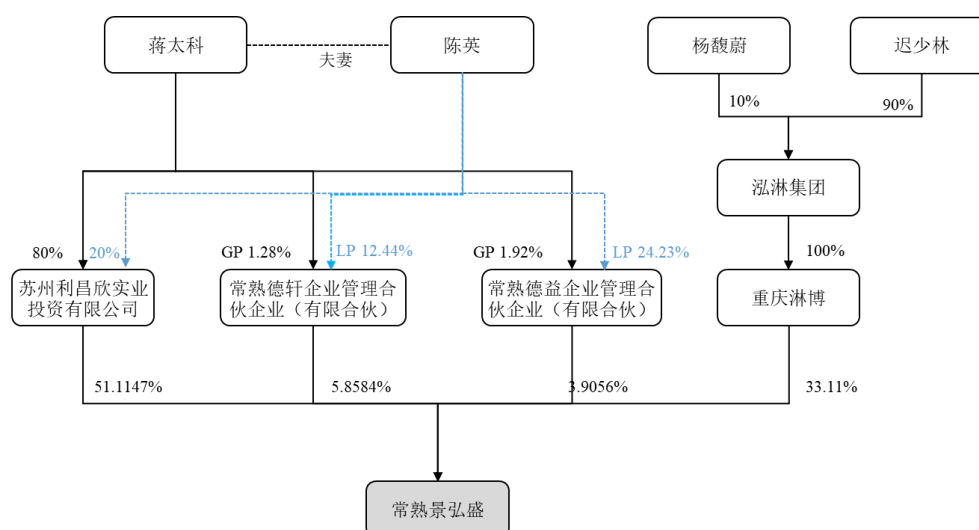 蒋太科
陈英
杨馥蔚
迟少林
夫妻
10%
90%
泓淋集团
80%
20%
GP 1.28%
LP 12.44%
GP 1.92%
LP 24.23%
100%
苏州利昌欣实业
投资有限公司
常熟德轩企业管理合
伙企业（有限合伙）
常熟德益企业管理合
伙企业（有限合伙）
重庆淋博
51.1147%
5.8584%
3.9056%
33.11%
常熟景弘盛